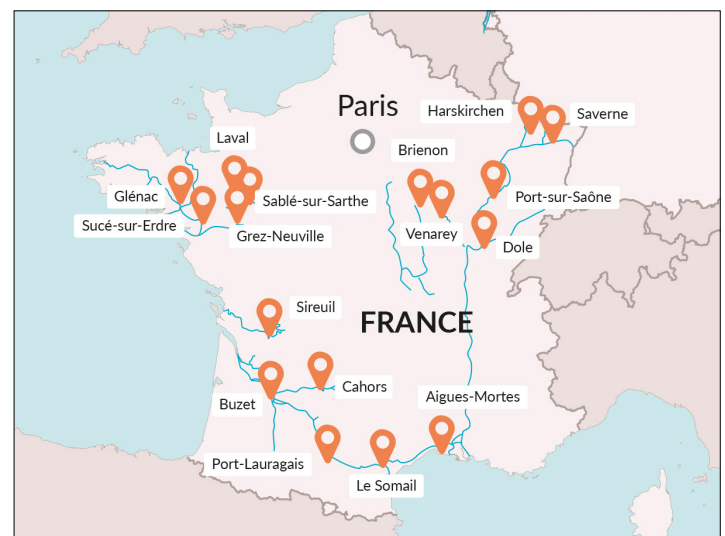 Paris
Harskirchen
Saverne
Laval
Brienon
Glénac
Sablé-sur-Sarthe
Port-sur-Saône
Sucé-sur-Erdre
Grez-Neuville
Venarey
Dole
Sireuil
FRANCE
Cahors
Buzet
Aigues-Mortes
Port-Lauragais
Le Somail